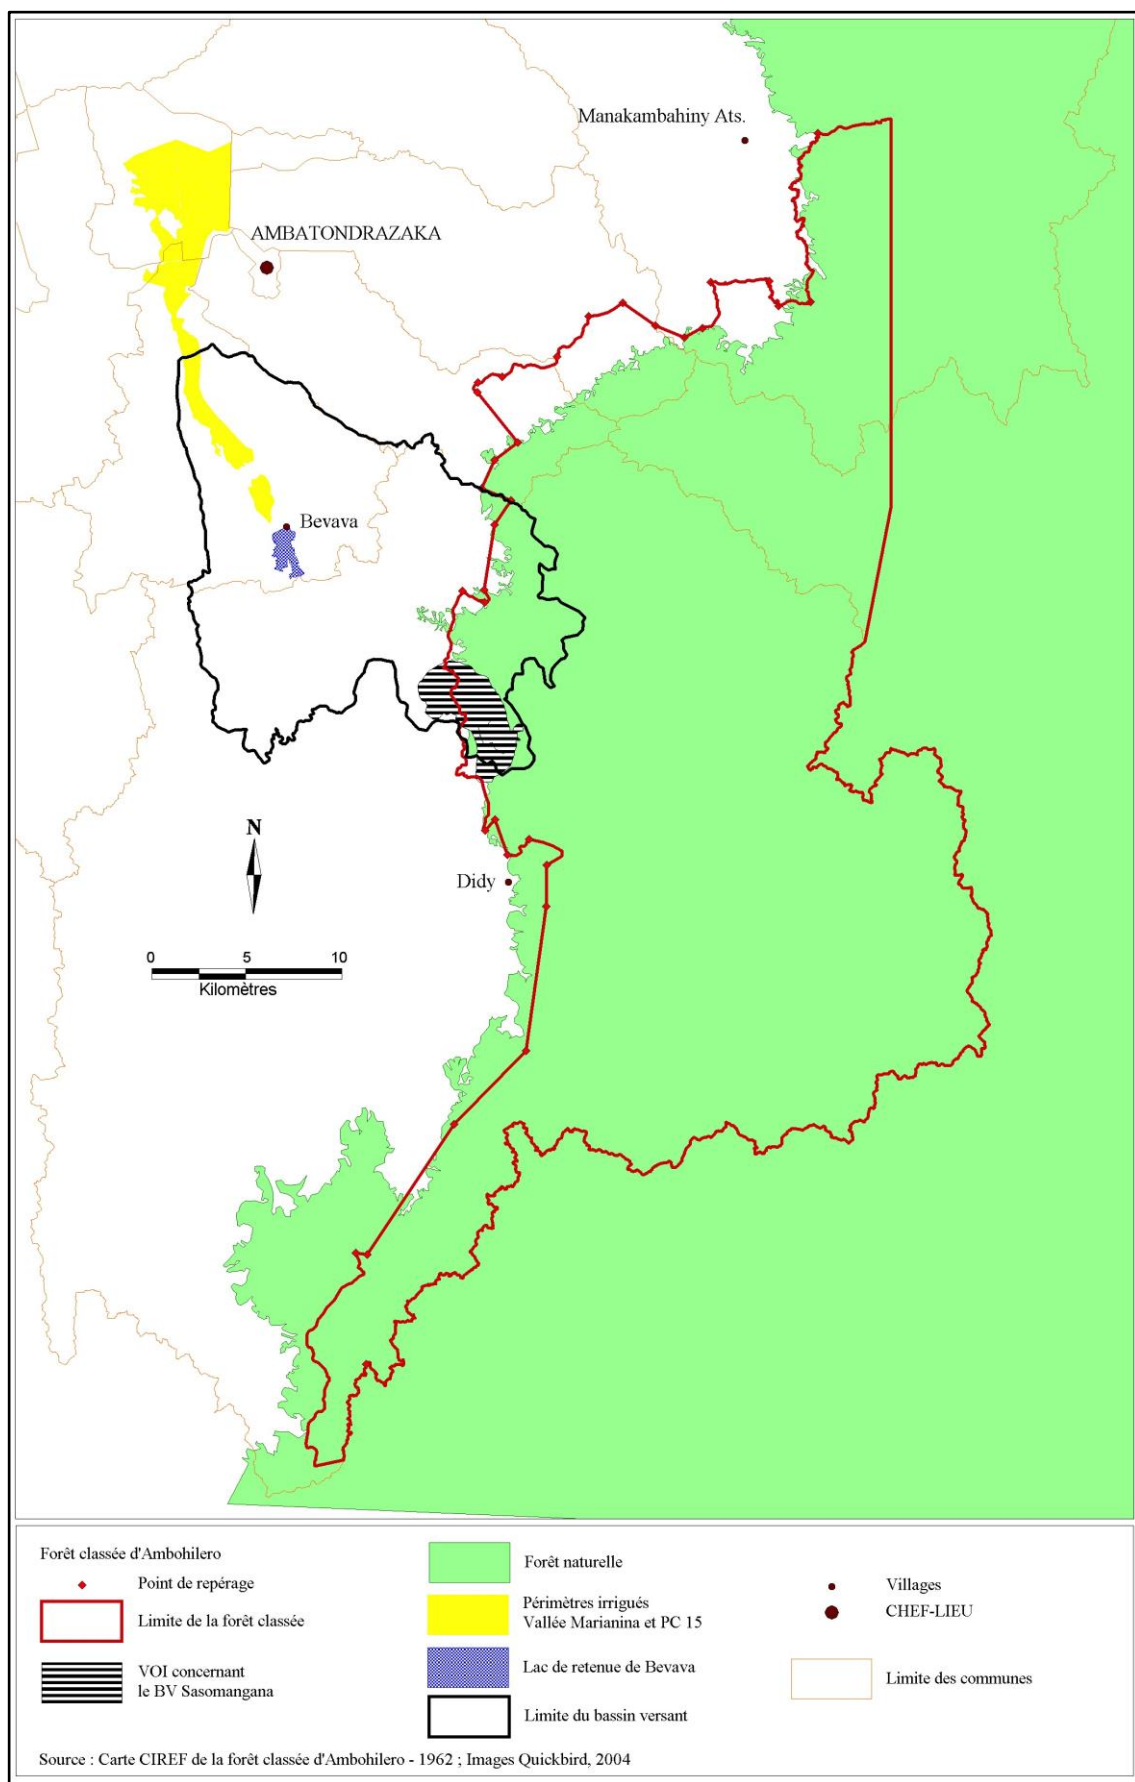 Manakambahiny Ats.
AMBATONDRAZAKA
Bevava
N
Didy
0 5 10
Kilomètres
Forêt classée d'Ambohilero
Point de repérage
Limite de la forêt classée
VOI concernant
le BV Sasomangana
Forêt naturelle
Périmètres irrigués
Vallée Marianina et PC 15
Lac de retenue de Bevava
Limite du bassin versant
Villages
CHEF-LIEU
Limite des communes
Source : Carte CIREF de la forêt classée d'Ambohilero - 1962 ; Images Quickbird, 2004